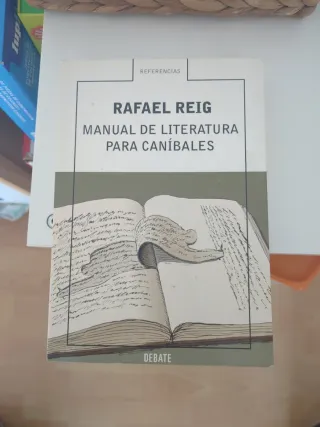 REFERENCIAS
RAFAEL REIG
MANUAL DE LITERATURA
PARA CANÍBALES
DEBATE